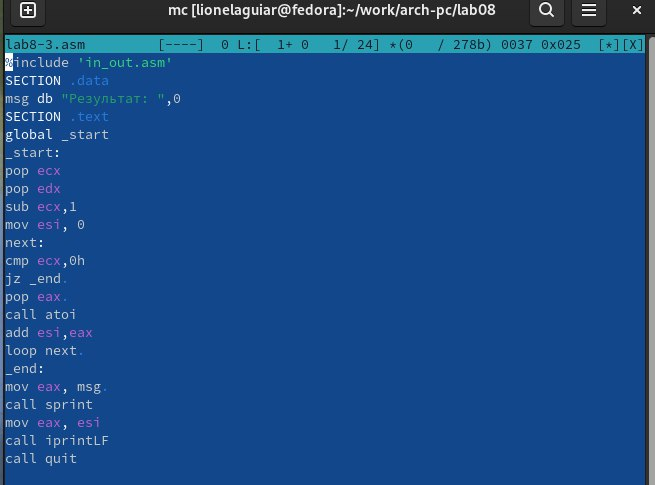 mc [lionelaguiar@fedora]:~/work/arch-pc/lab08
lab8-3.asm [----] 0 L:[ 1+ 0 1/ 24] *(0 / 278b) 0037 0x025 [*][X]
%include 'in_out.asm'
SECTION .data
msg db "Результат: ",0
SECTION .text
global _start
_start:
pop ecx
pop edx
sub ecx,1
mov esi, 0
next:
cmp ecx,0h
jz _end.
pop eax.
call atoi
add esi,eax
loop next.
_end:
mov eax, msg.
call sprint
mov eax, esi
call iprintLF
call quit